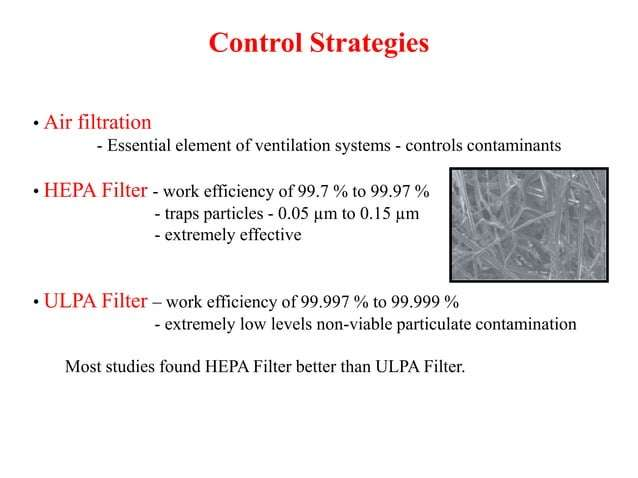 Control Strategies
• Air filtration
- Essential element of ventilation systems - controls contaminants
• HEPA Filter - work efficiency of 99.7 % to 99.97 %
- traps particles - 0.05 µm to 0.15 µm
- extremely effective
• ULPA Filter – work efficiency of 99.997 % to 99.999 %
- extremely low levels non-viable particulate contamination
Most studies found HEPA Filter better than ULPA Filter.